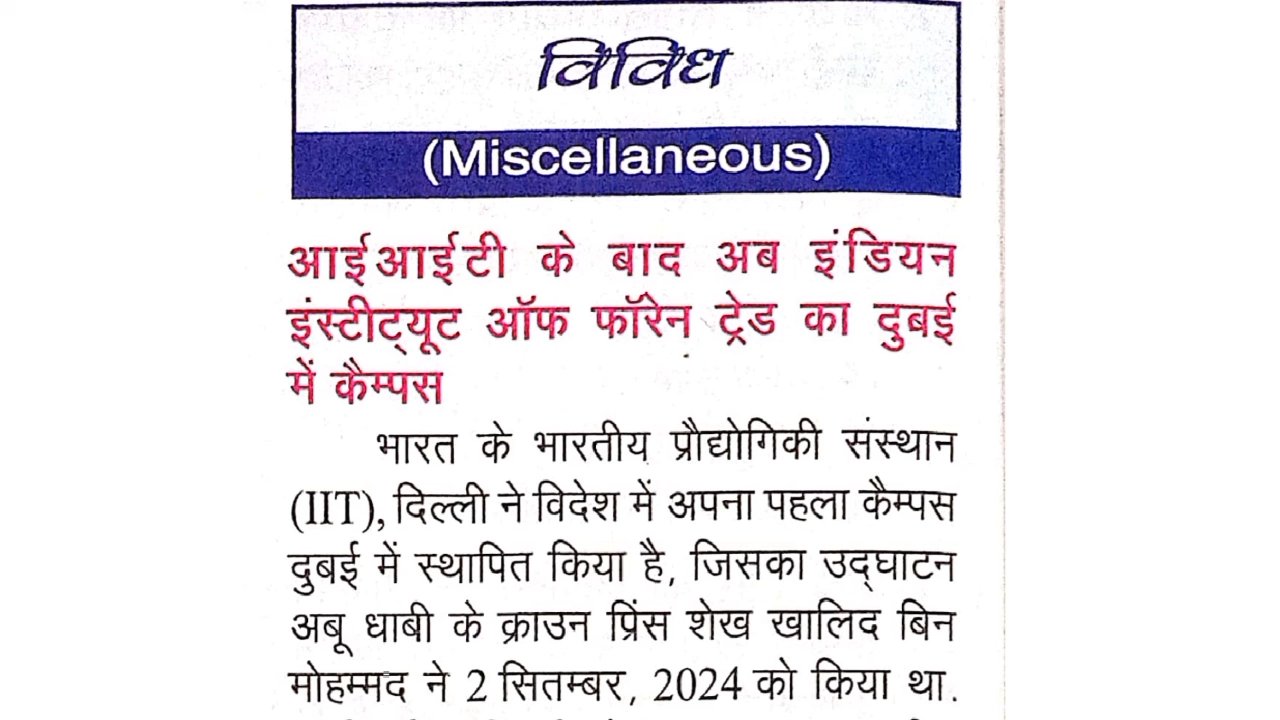 विविध
(Miscellaneous)
आईआईटी के बाद अब इंडियन
इंस्टीट्यूट ऑफ फॉरेन ट्रेड का दुबई
में कैम्पस
भारत के भारतीय प्रौद्योगिकी संस्थान
(IIT), दिल्ली ने विदेश में अपना पहला कैम्पस
दुबई में स्थापित किया है, जिसका उद्घाटन
अबू धाबी के क्राउन प्रिंस शेख खालिद बिन
मोहम्मद ने 2 सितम्बर, 2024 को किया था.